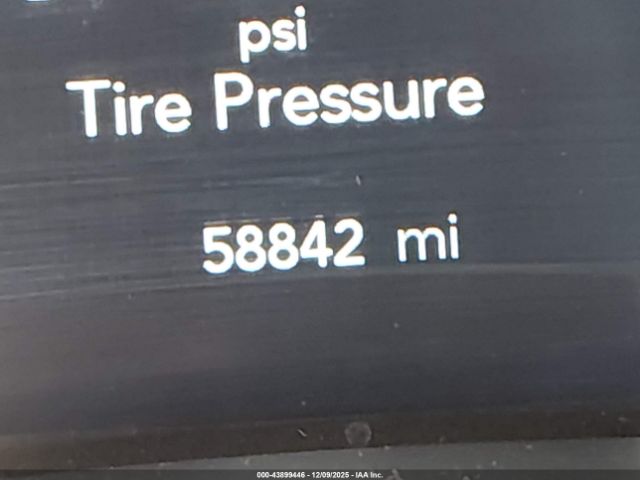 psi
Tire Pressure
58842 mi
000-43899446 - 12/09/2025 - IAA Inc.